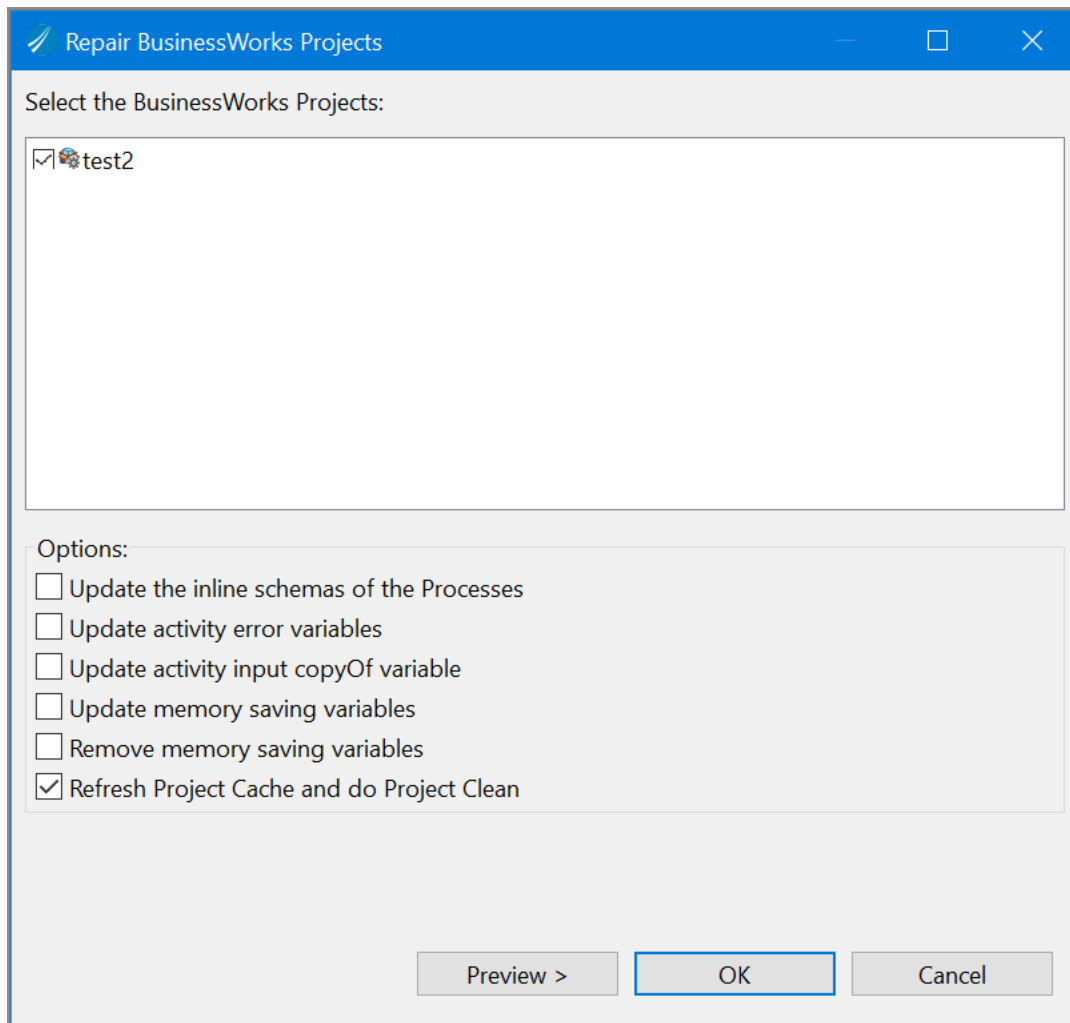 Repair BusinessWorks Projects
Select the BusinessWorks Projects:
test2
Options:
Update the inline schemas of the Processes
Update activity error variables
Update activity input copyOf variable
Update memory saving variables
Remove memory saving variables
Refresh Project Cache and do Project Clean
Preview > OK Cancel